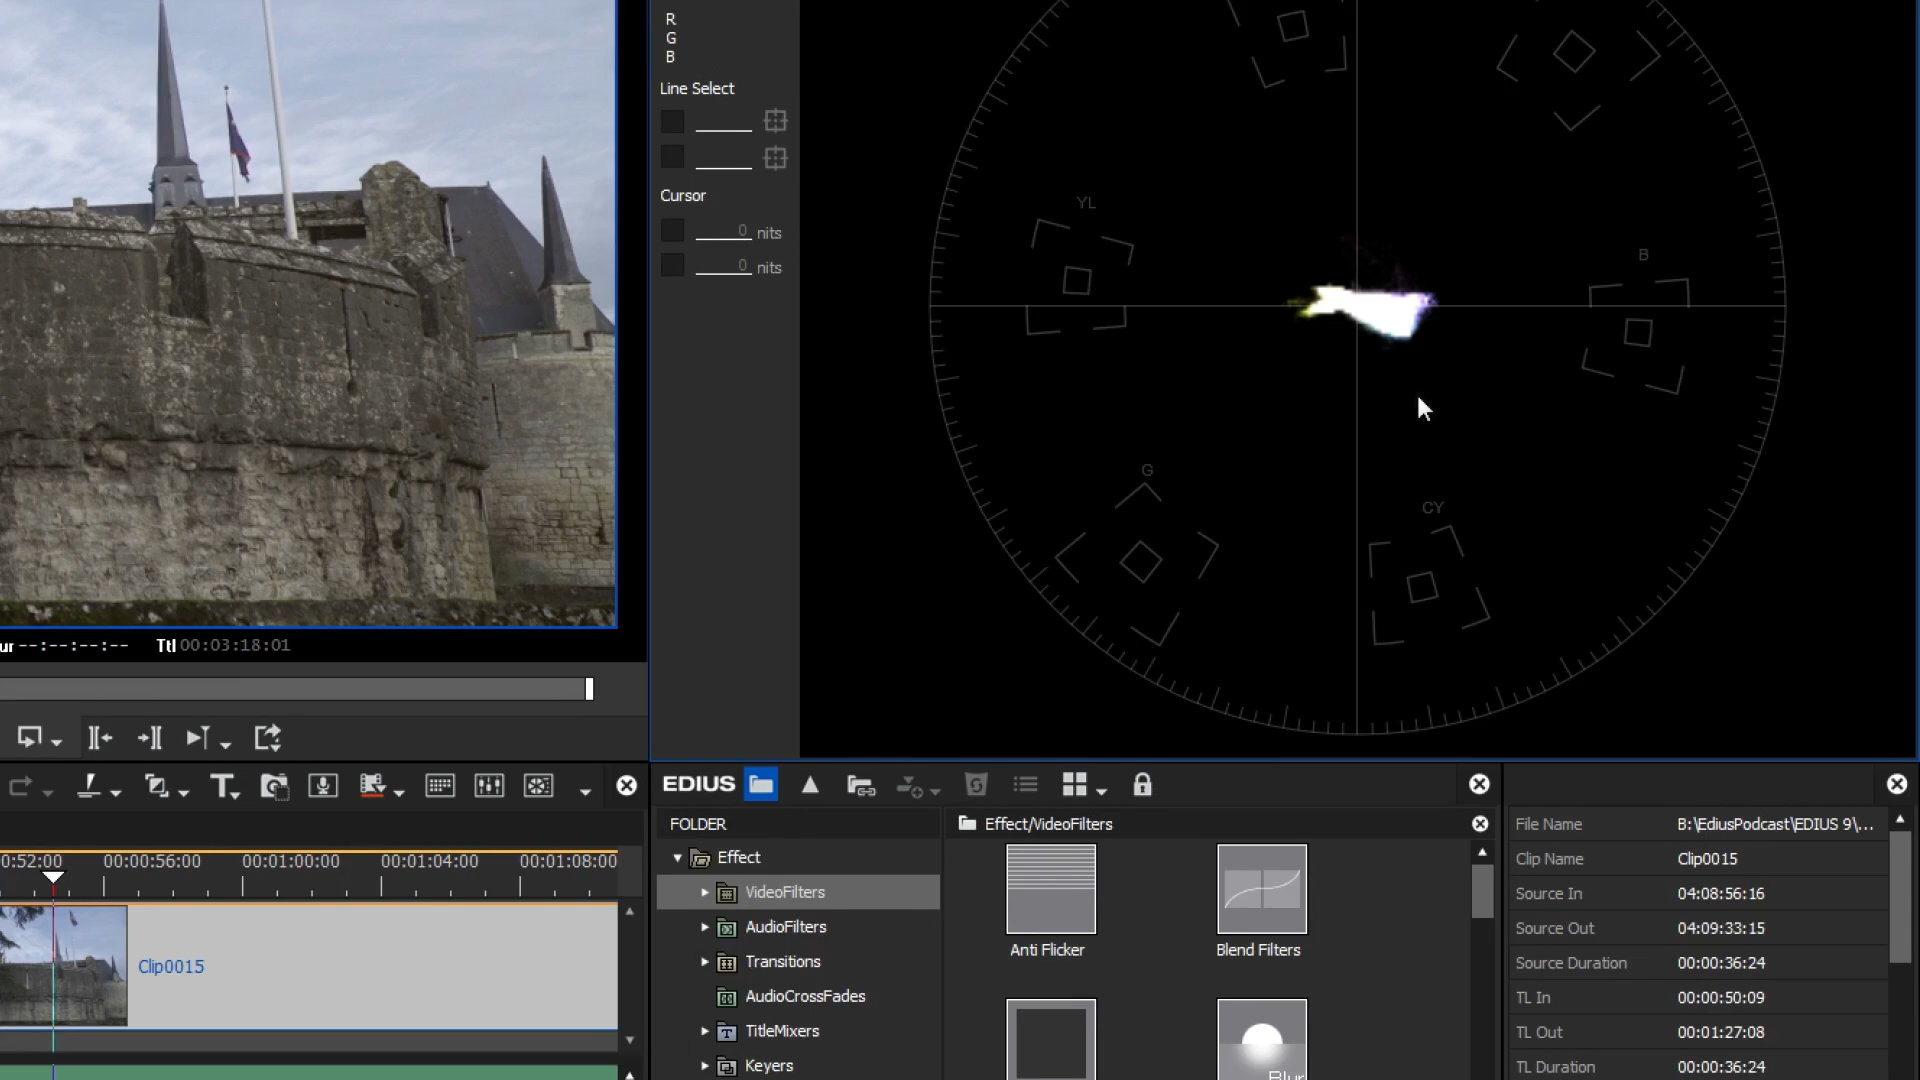 R
G
B
Line Select
Cursor
0 nits
0 nits
YL
B
G
CY
ur --:--:--:-- Ttl 00:03:18:01
EDIUS
FOLDER
Effect
VideoFilters
AudioFilters
Transitions
AudioCrossFades
TitleMixers
Keyers
Effect/VideoFilters
Anti Flicker
Blend Filters
Blur
0:52:00 00:00:56:00 00:01:00:00 00:01:04:00 00:01:08:00
Clip0015
File Name B:\EdiusPodcast\EDIUS 9\...
Clip Name Clip0015
Source In 04:08:56:16
Source Out 04:09:33:15
Source Duration 00:00:36:24
TL In 00:00:50:09
TL Out 00:01:27:08
TL Duration 00:00:36:24